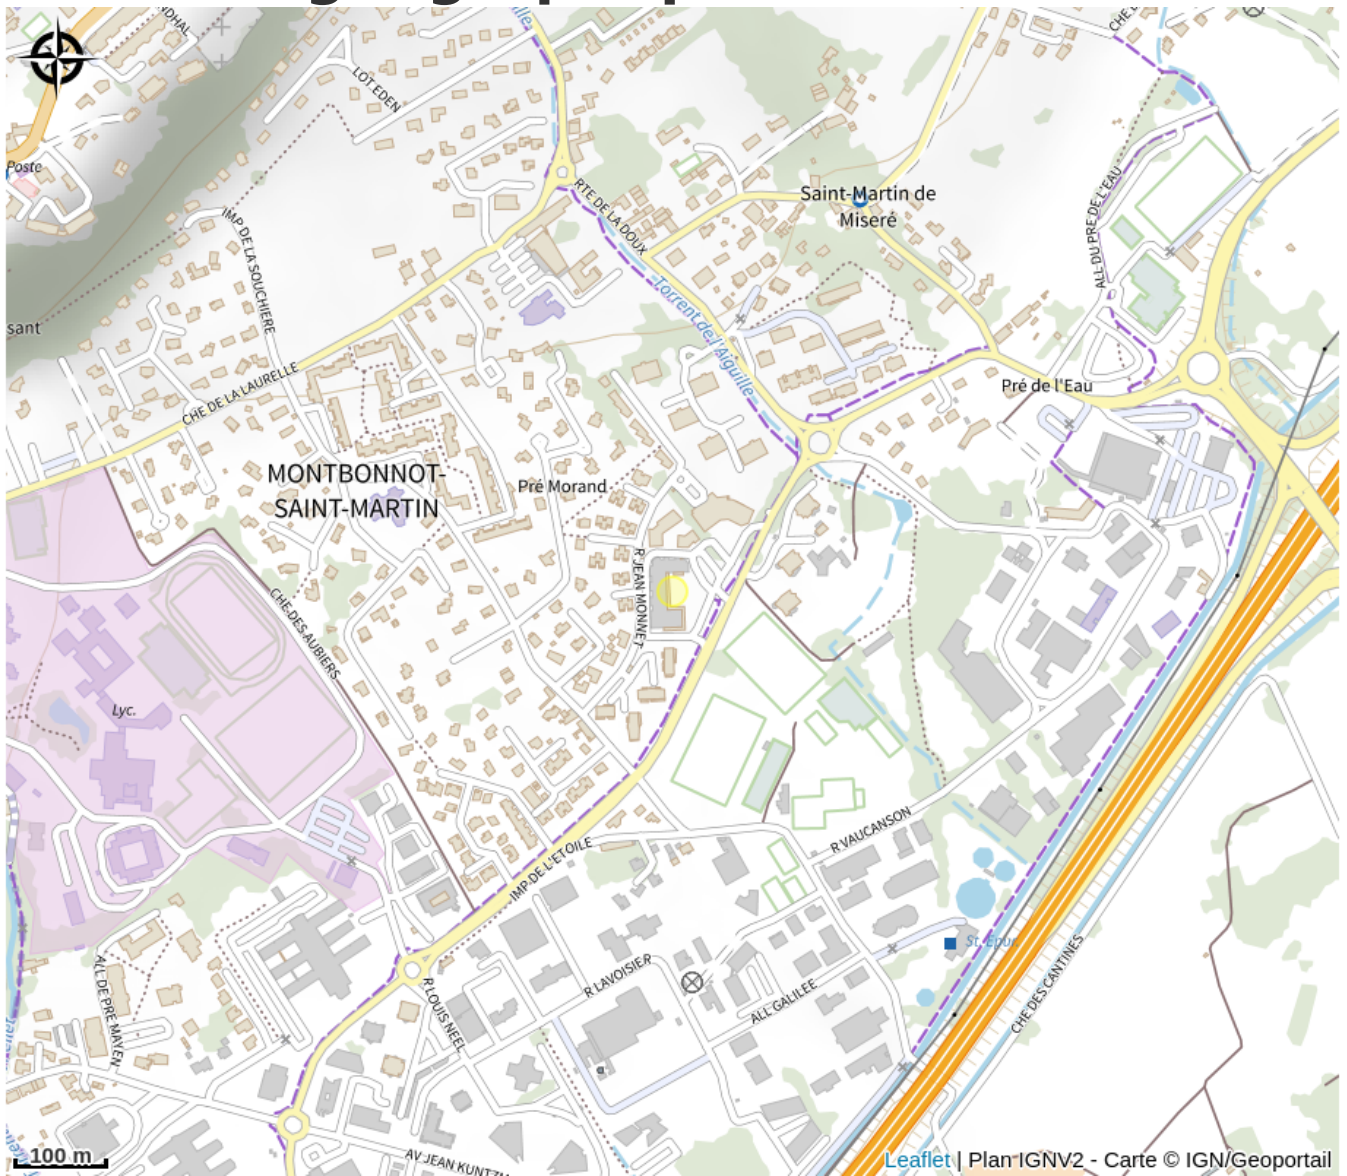 LOT EDEN
Poste
IMP DE LA SOUCHIERE
RTE DE LA DOUX
Saint-Martin de
Miseré
ALL DU PRE DE L'EAU
Torrent de l'Aiguille
sant
CHE DE LA LAURELLE
Pré de l'Eau
MONTBONNOT-
SAINT-MARTIN
Pré Morand
R JEAN MONNET
CHE DES AUBIERS
Lyc.
R VAUCANSON
IMP DE L'ETOILE
St. Epur.
R LAVOISIER
ALL GALILEE
CHE DES CANTINES
ALL DE PRE MAYEN
R LOUIS NEEL
AV JEAN KUNTZM
100 m
Leaflet | Plan IGNV2 - Carte © IGN/Geoportail